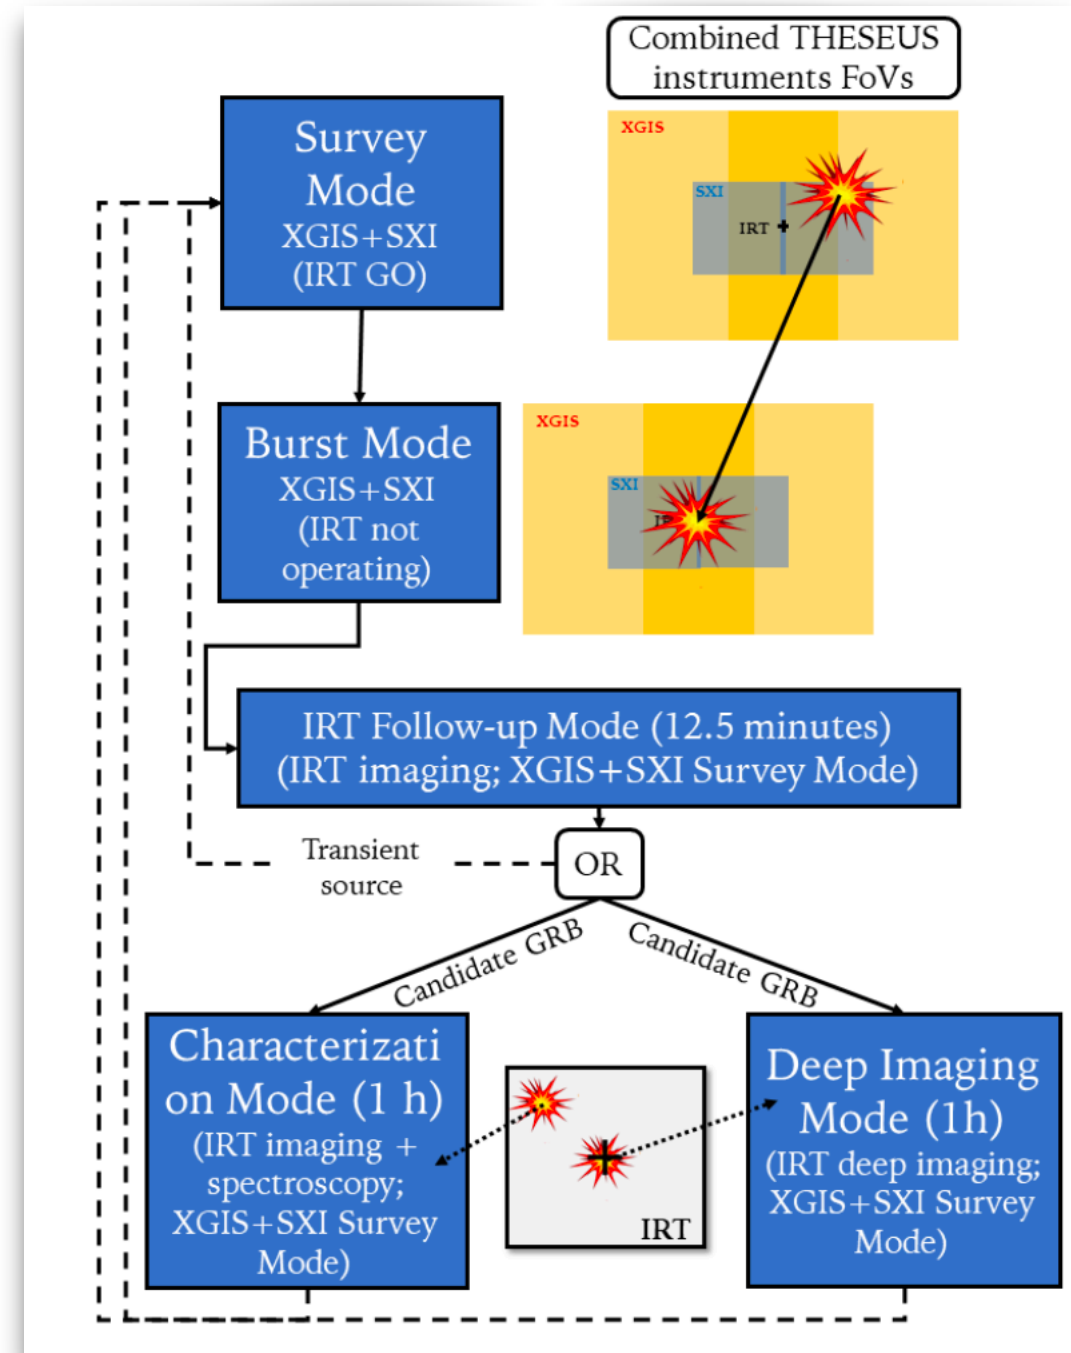 Combined THESEUS
instruments FoVs
Survey
Mode
XGIS+SXI
(IRT GO)
XGIS
SXI
IRT
Burst Mode
XGIS+SXI
(IRT not
operating)
XGIS
SXI
IRT Follow-up Mode (12.5 minutes)
(IRT imaging; XGIS+SXI Survey Mode)
Transient
source
OR
Candidate GRB
Candidate GRB
Characterizati
on Mode (1 h)
(IRT imaging +
spectroscopy;
XGIS+SXI Survey
Mode)
IRT
Deep Imaging
Mode (1h)
(IRT deep imaging;
XGIS+SXI Survey
Mode)